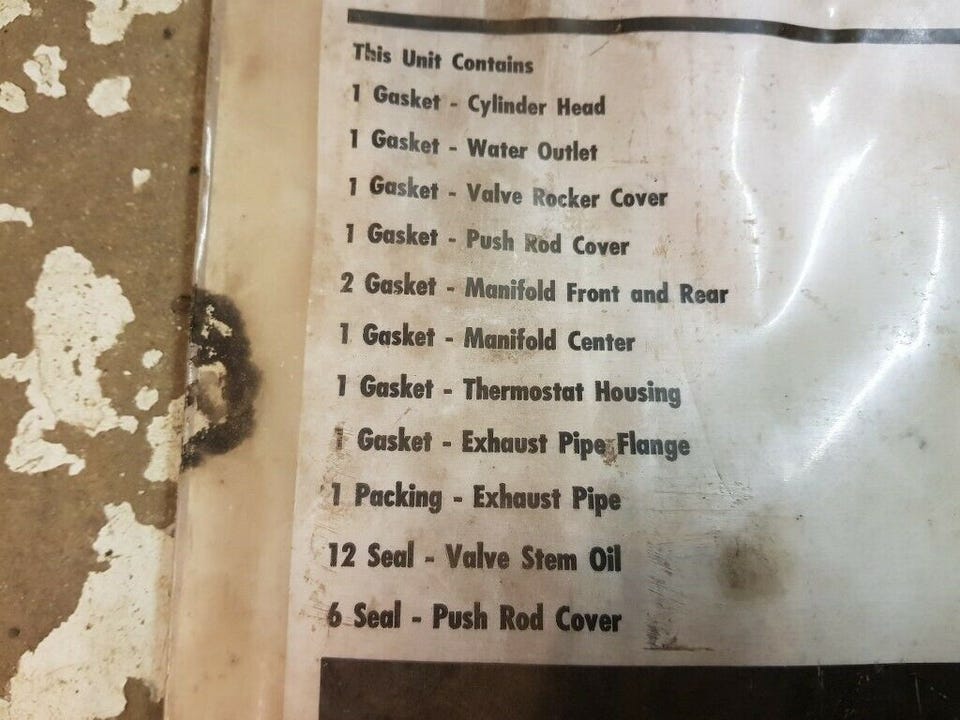 This Unit Contains
1 Gasket - Cylinder Head
1 Gasket - Water Outlet
1 Gasket - Valve Rocker Cover
1 Gasket - Push Rod Cover
2 Gasket - Manifold Front and Rear
1 Gasket - Manifold Center
1 Gasket - Thermostat Housing
1 Gasket - Exhaust Pipe Flange
1 Packing - Exhaust Pipe
12 Seal - Valve Stem Oil
6 Seal - Push Rod Cover